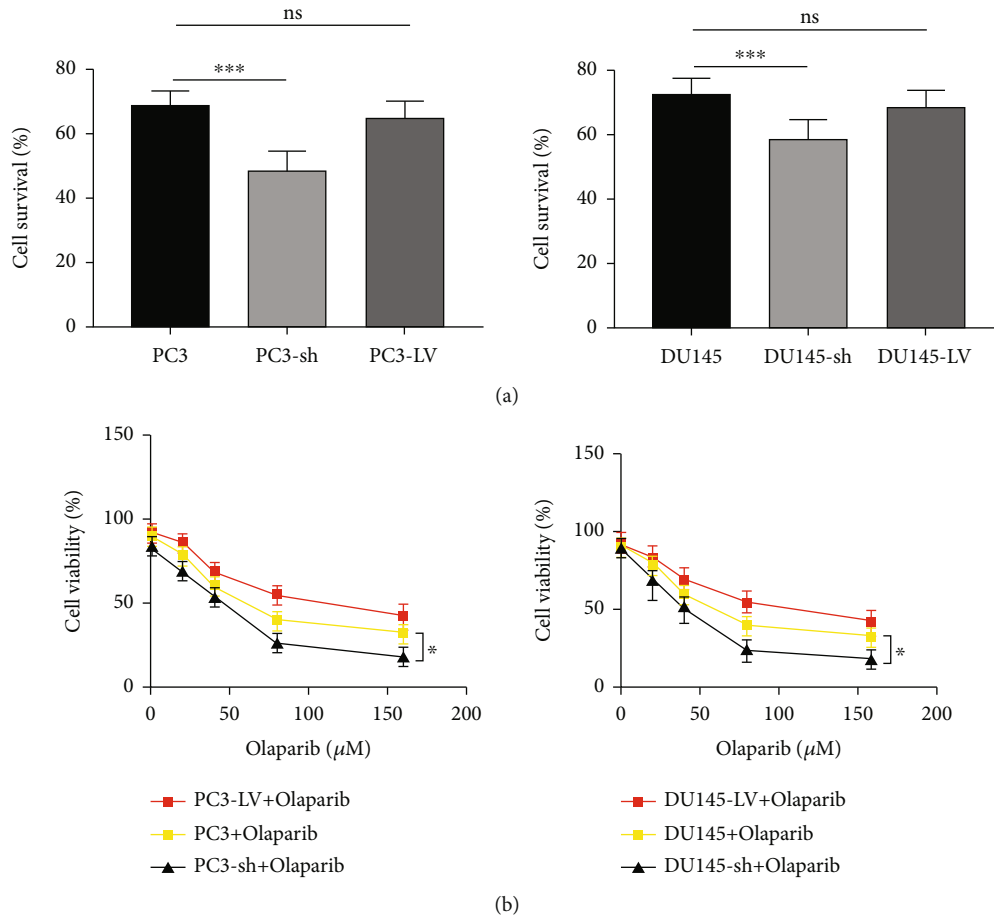 ns
***
80
60
40
20
0
Cell survival (%)
PC3
PC3-sh
PC3-LV
ns
***
80
60
40
20
0
Cell survival (%)
DU145
DU145-sh
DU145-LV
(a)
150
100
50
0
Cell viability (%)
*
0 50 100 150 200
Olaparib (μM)
PC3-LV+Olaparib
PC3+Olaparib
PC3-sh+Olaparib
150
100
50
0
Cell viability (%)
*
0 50 100 150 200
Olaparib (μM)
DU145-LV+Olaparib
DU145+Olaparib
DU145-sh+Olaparib
(b)